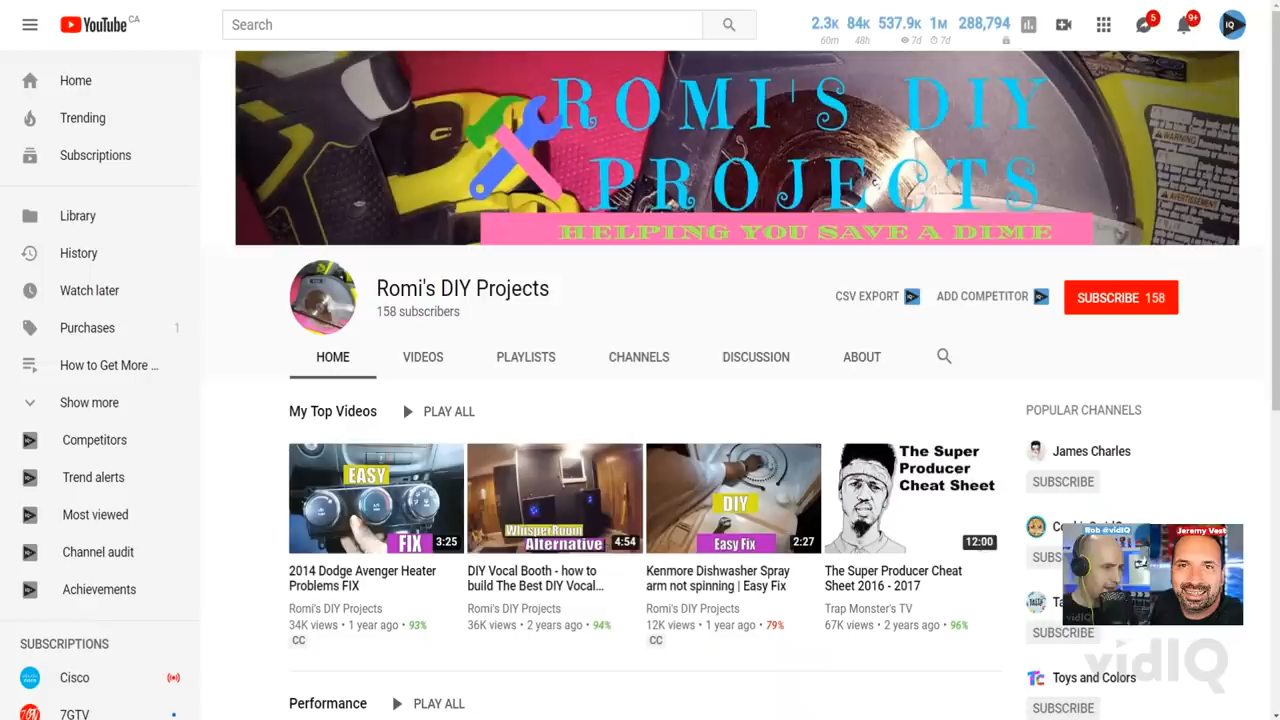 YouTube CA
Search
2.3K 84K 537.9K 1M 288,794
60m 48h 7d 7d
5
9+
IQ
Home
Trending
Subscriptions
Library
History
Watch later
Purchases 1
How to Get More ...
Show more
Competitors
Trend alerts
Most viewed
Channel audit
Achievements
SUBSCRIPTIONS
Cisco
7GTV
ROMI'S DIY
PROJECTS
HELPING YOU SAVE A DIME
WARNING
Romi's DIY Projects
158 subscribers
CSV EXPORT
ADD COMPETITOR
SUBSCRIBE 158
HOME
VIDEOS
PLAYLISTS
CHANNELS
DISCUSSION
ABOUT
My Top Videos
PLAY ALL
EASY
FIX
3:25
2014 Dodge Avenger Heater
Problems FIX
Romi's DIY Projects
34K views • 1 year ago • 93%
CC
WhisperRoom
Alternative
4:54
DIY Vocal Booth - how to
build The Best DIY Vocal...
Romi's DIY Projects
36K views • 2 years ago • 94%
DIY
Easy Fix
2:27
Kenmore Dishwasher Spray
arm not spinning | Easy Fix
Romi's DIY Projects
12K views • 1 year ago • 79%
CC
The Super
Producer
Cheat Sheet
12:00
The Super Producer Cheat
Sheet 2016 - 2017
Trap Monster's TV
67K views • 2 years ago • 96%
Performance
PLAY ALL
POPULAR CHANNELS
James Charles
SUBSCRIBE
SUBS
Rob @vidIQ
Jeremy Vest
vidIQ
Ta
SUBSCRIBE
vidIQ
Toys and Colors
SUBSCRIBE